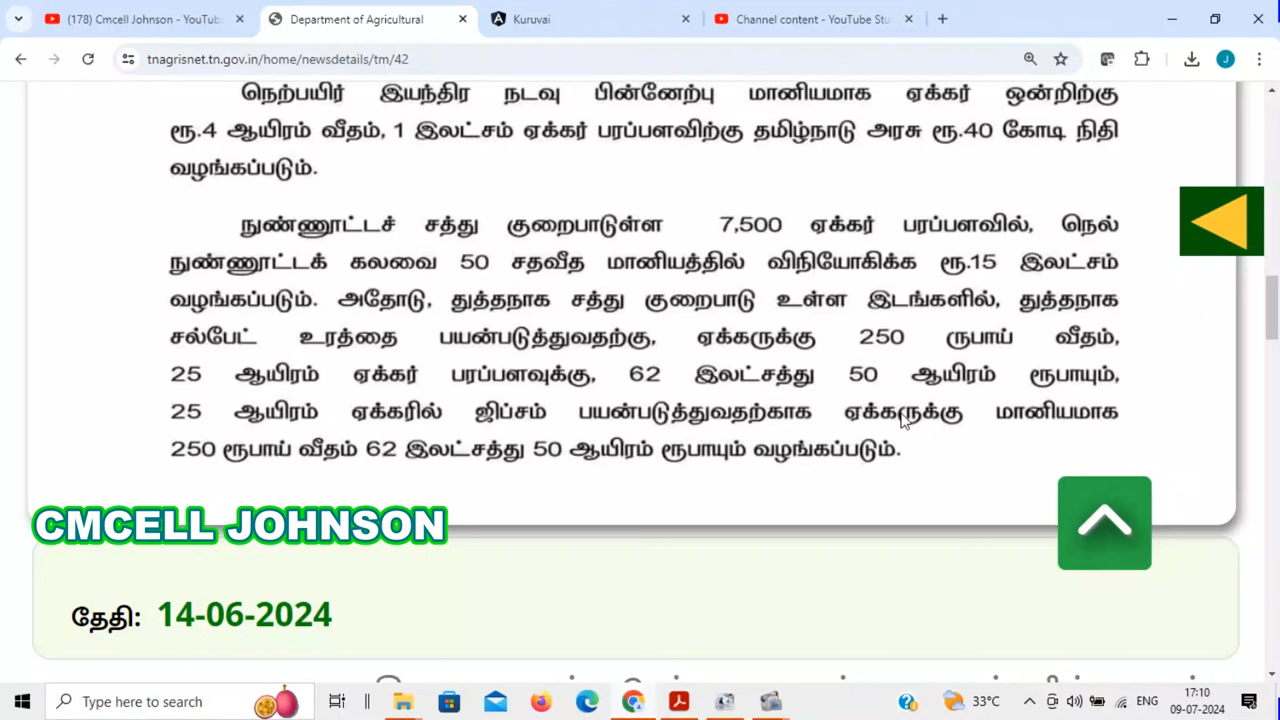 (178) Cmcell Johnson - YouTube
Department of Agricultural
Kuruvai
Channel content - YouTube Stu
tnagrisnet.tn.gov.in/home/newsdetails/tm/42
நெற்பயிர் இயந்திர நடவு பின்னேற்பு மானியமாக ஏக்கர் ஒன்றிற்கு
ரூ.4 ஆயிரம் வீதம், 1 இலட்சம் ஏக்கர் பரப்பளவிற்கு தமிழ்நாடு அரசு ரூ.40 கோடி நிதி
வழங்கப்படும்.
நுண்ணூட்டச் சத்து குறைபாடுள்ள 7,500 ஏக்கர் பரப்பளவில், நெல்
நுண்ணூட்டக் கலவை 50 சதவீத மானியத்தில் விநியோகிக்க ரூ.15 இலட்சம்
வழங்கப்படும். அதோடு, துத்தநாக சத்து குறைபாடு உள்ள இடங்களில், துத்தநாக
சல்பேட் உரத்தை பயன்படுத்துவதற்கு, ஏக்கருக்கு 250 ருபாய் வீதம்,
25 ஆயிரம் ஏக்கர் பரப்பளவுக்கு, 62 இலட்சத்து 50 ஆயிரம் ரூபாயும்,
25 ஆயிரம் ஏக்கரில் ஜிப்சம் பயன்படுத்துவதற்காக ஏக்கருக்கு மானியமாக
250 ரூபாய் வீதம் 62 இலட்சத்து 50 ஆயிரம் ரூபாயும் வழங்கப்படும்.
CMCELL JOHNSON
தேதி: 14-06-2024
Type here to search
33°C
ENG
17:10
09-07-2024
J